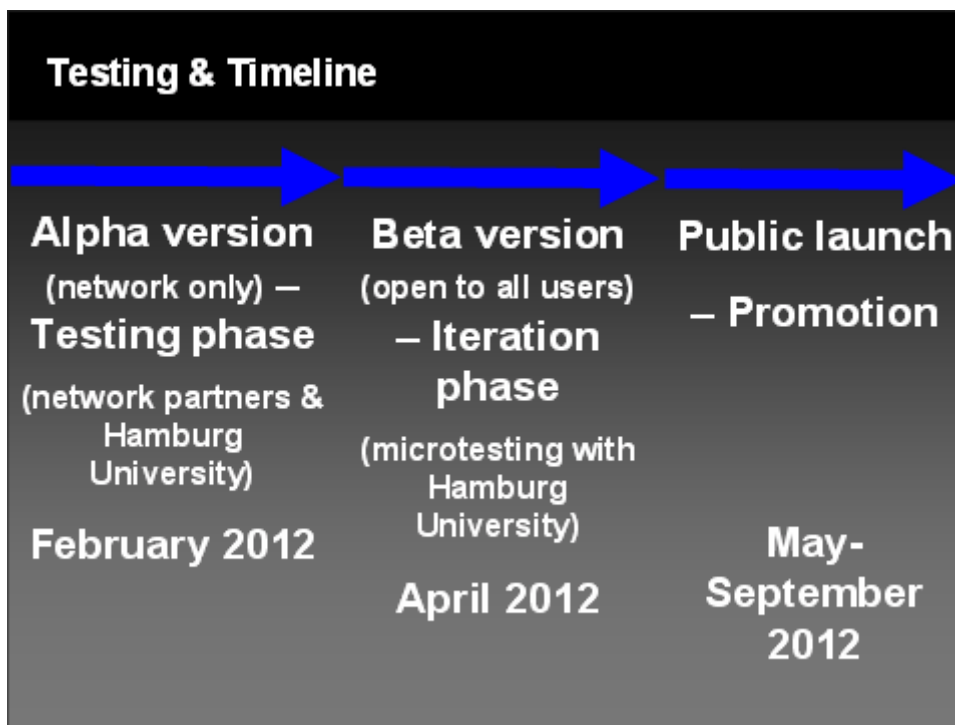 Testing & Timeline
Alpha version
(network only) –
Testing phase
(network partners &
Hamburg
University)
February 2012
Beta version
(open to all users)
– Iteration
phase
(microtesting with
Hamburg
University)
April 2012
Public launch
– Promotion
May-
September
2012